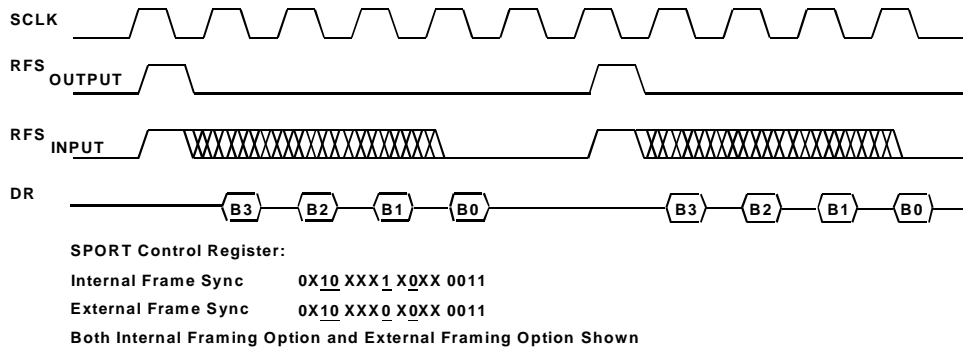 SCLK
RFS OUTPUT
RFS INPUT
DR B3 B2 B1 B0 B3 B2 B1 B0
SPORT Control Register:
Internal Frame Sync 0X10 XXX1 X0XX 0011
External Frame Sync 0X10 XXX0 X0XX 0011
Both Internal Framing Option and External Framing Option Shown